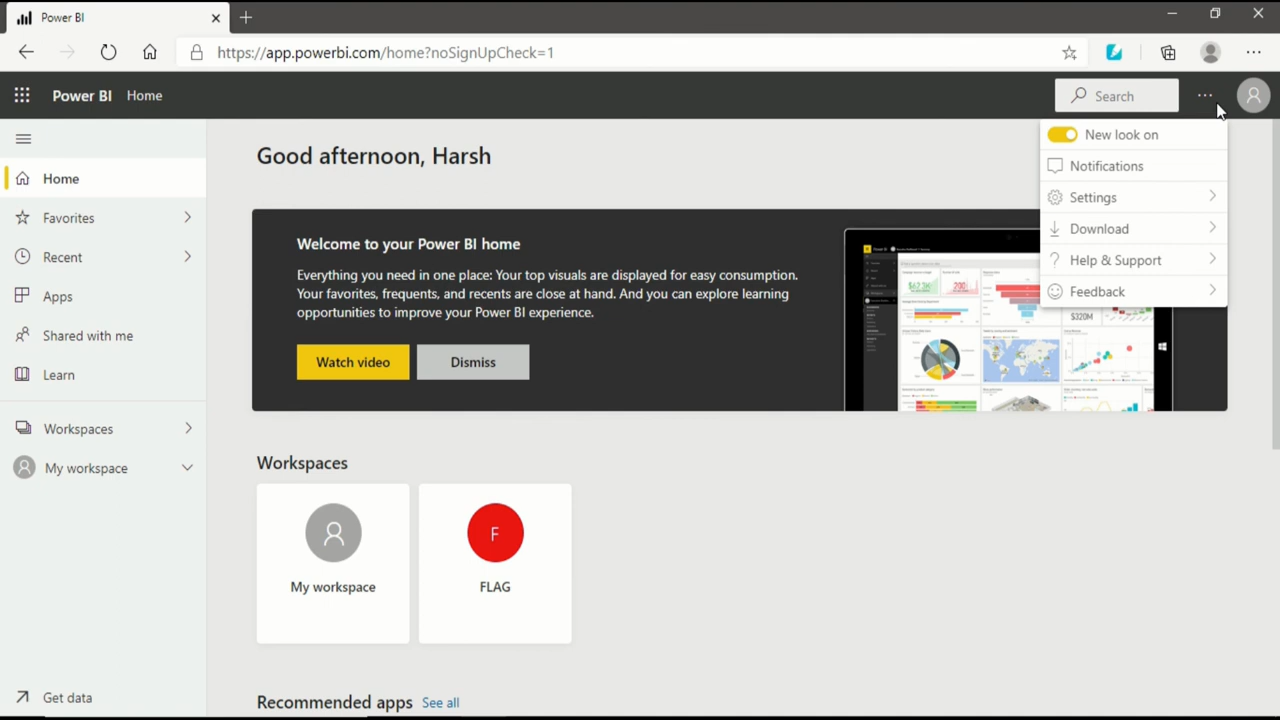 Power BI
https://app.powerbi.com/home?noSignUpCheck=1
Power BI Home
Search
New look on
Notifications
Settings
Download
Help & Support
Feedback
Home
Favorites
Recent
Apps
Shared with me
Learn
Workspaces
My workspace
Get data
Good afternoon, Harsh
Welcome to your Power BI home
Everything you need in one place: Your top visuals are displayed for easy consumption.
Your favorites, frequents, and recents are close at hand. And you can explore learning
opportunities to improve your Power BI experience.
Watch video
Dismiss
$320M
Workspaces
My workspace
F
FLAG
Recommended apps See all